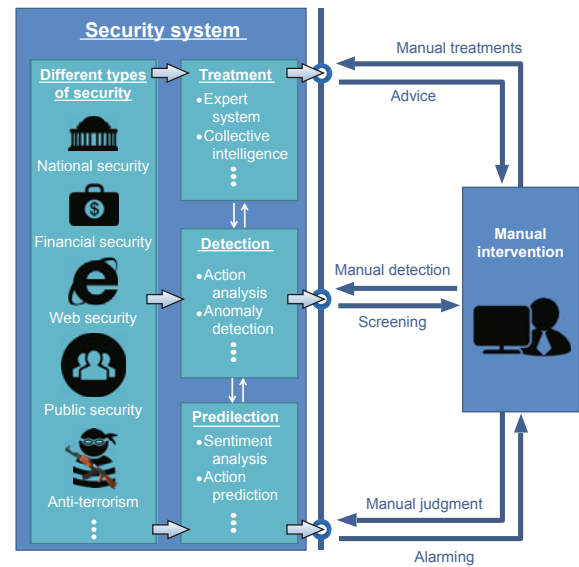 Security system
Different types
of security
National security
Financial security
Web security
Public security
Anti-terrorism
Treatment
•Expert
system
•Collective
intelligence
Detection
•Action
analysis
•Anomaly
detection
Predilection
•Sentiment
analysis
•Action
prediction
Manual treatments
Advice
Manual detection
Screening
Manual judgment
Alarming
Manual
intervention